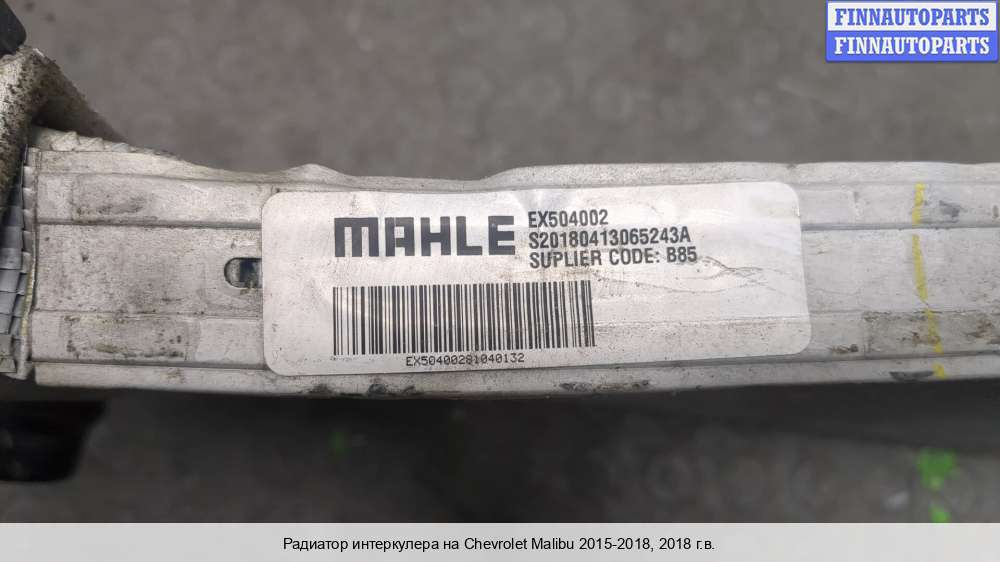 FINNAUTOPARTS
FINNAUTOPARTS
MAHLE
EX504002
S20180413065243A
SUPLIER CODE: B85
EX50400281040132
Радиатор интеркулера на Chevrolet Malibu 2015-2018, 2018 г.в.